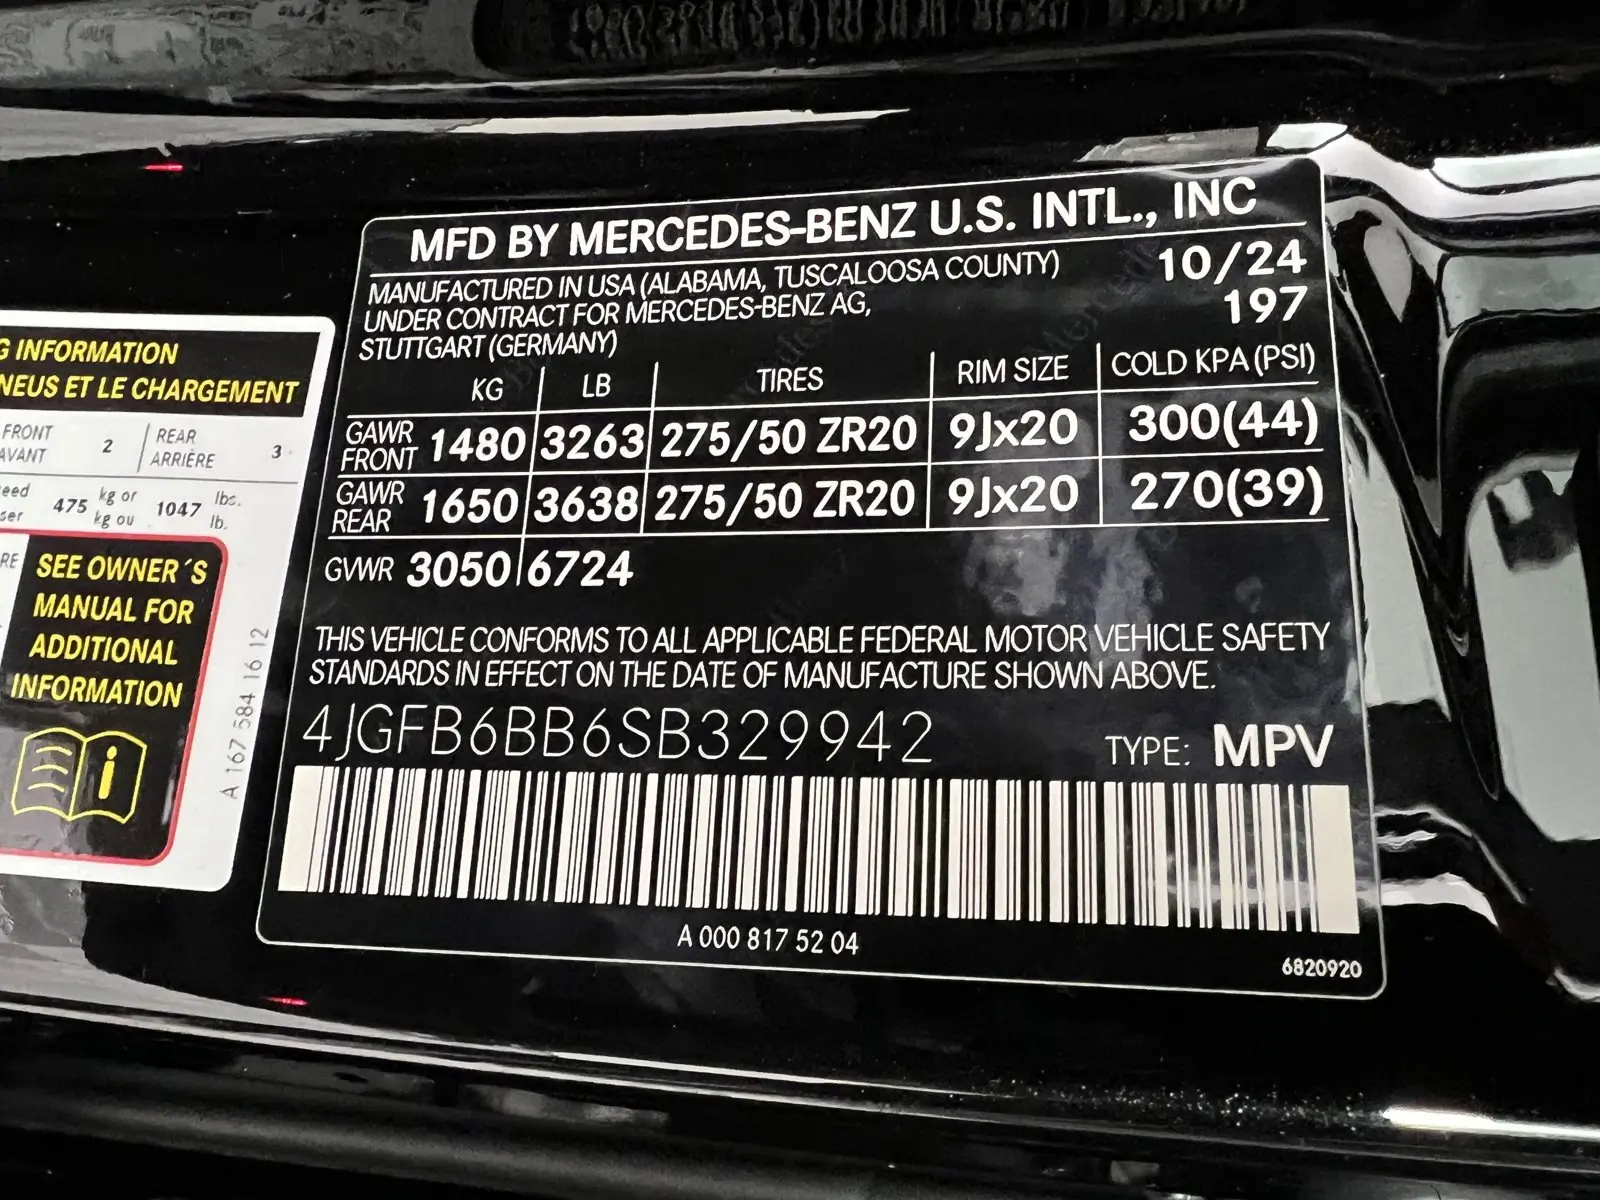 G INFORMATION
NEUS ET LE CHARGEMENT
FRONT 2 REAR 3
AVANT ARRIÈRE
eed 475 kg or 1047 lbs.
ser kg ou lb.
RE
SEE OWNER´S
MANUAL FOR
ADDITIONAL
INFORMATION
A 167 584 16 12
MFD BY MERCEDES-BENZ U.S. INTL., INC
MANUFACTURED IN USA (ALABAMA, TUSCALOOSA COUNTY) 10/24
UNDER CONTRACT FOR MERCEDES-BENZ AG, 197
STUTTGART (GERMANY)
KG LB TIRES RIM SIZE COLD KPA (PSI)
GAWR FRONT 1480 3263 275/50 ZR20 9Jx20 300(44)
GAWR REAR 1650 3638 275/50 ZR20 9Jx20 270(39)
GVWR 3050 6724
THIS VEHICLE CONFORMS TO ALL APPLICABLE FEDERAL MOTOR VEHICLE SAFETY
STANDARDS IN EFFECT ON THE DATE OF MANUFACTURE SHOWN ABOVE.
4JGFB6BB6SB329942 TYPE: MPV
A 000 817 52 04
6820920